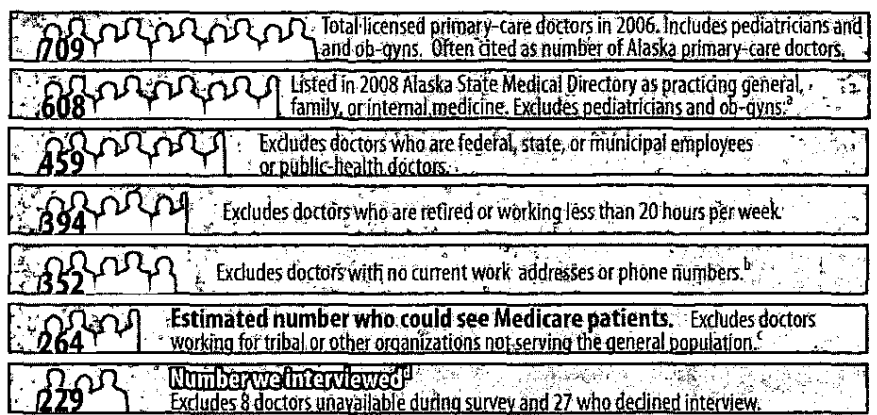 709 Total licensed primary-care doctors in 2006. Includes pediatricians and
and ob-gyns. Often cited as number of Alaska primary-care doctors.
608 Listed in 2008 Alaska State Medical Directory as practicing general,
family, or internal medicine. Excludes pediatricians and ob-gyns.a
459 Excludes doctors who are federal, state, or municipal employees
or public-health doctors.
394 Excludes doctors who are retired or working less than 20 hours per week.
352 Excludes doctors with no current work addresses or phone numbers.b
264 Estimated number who could see Medicare patients. Excludes doctors
working for tribal or other organizations not serving the general population.c
229 Number we interviewedd
Excludes 8 doctors unavailable during survey and 27 who declined interview.